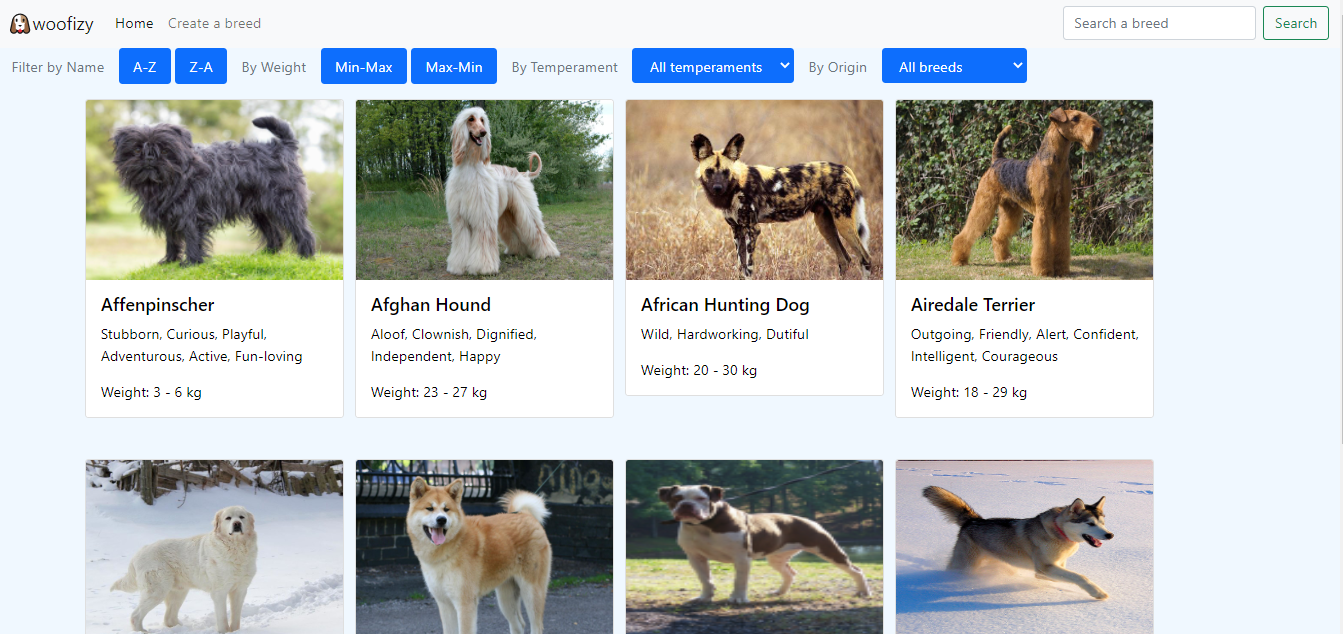 woofizy Home Create a breed Search a breed Search
Filter by Name A-Z Z-A By Weight Min-Max Max-Min By Temperament All temperaments By Origin All breeds
Affenpinscher
Stubborn, Curious, Playful,
Adventurous, Active, Fun-loving
Weight: 3 - 6 kg
Afghan Hound
Aloof, Clownish, Dignified,
Independent, Happy
Weight: 23 - 27 kg
African Hunting Dog
Wild, Hardworking, Dutiful
Weight: 20 - 30 kg
Airedale Terrier
Outgoing, Friendly, Alert, Confident,
Intelligent, Courageous
Weight: 18 - 29 kg